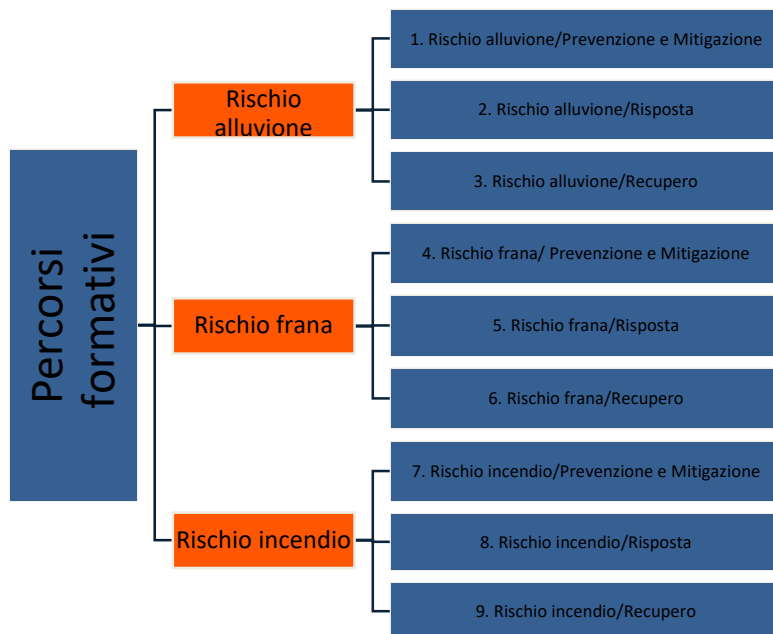 Percorsi
formativi
Rischio
alluvione
1. Rischio alluvione/Prevenzione e Mitigazione
2. Rischio alluvione/Risposta
3. Rischio alluvione/Recupero
Rischio frana
4. Rischio frana/ Prevenzione e Mitigazione
5. Rischio frana/Risposta
6. Rischio frana/Recupero
Rischio incendio
7. Rischio incendio/Prevenzione e Mitigazione
8. Rischio incendio/Risposta
9. Rischio incendio/Recupero